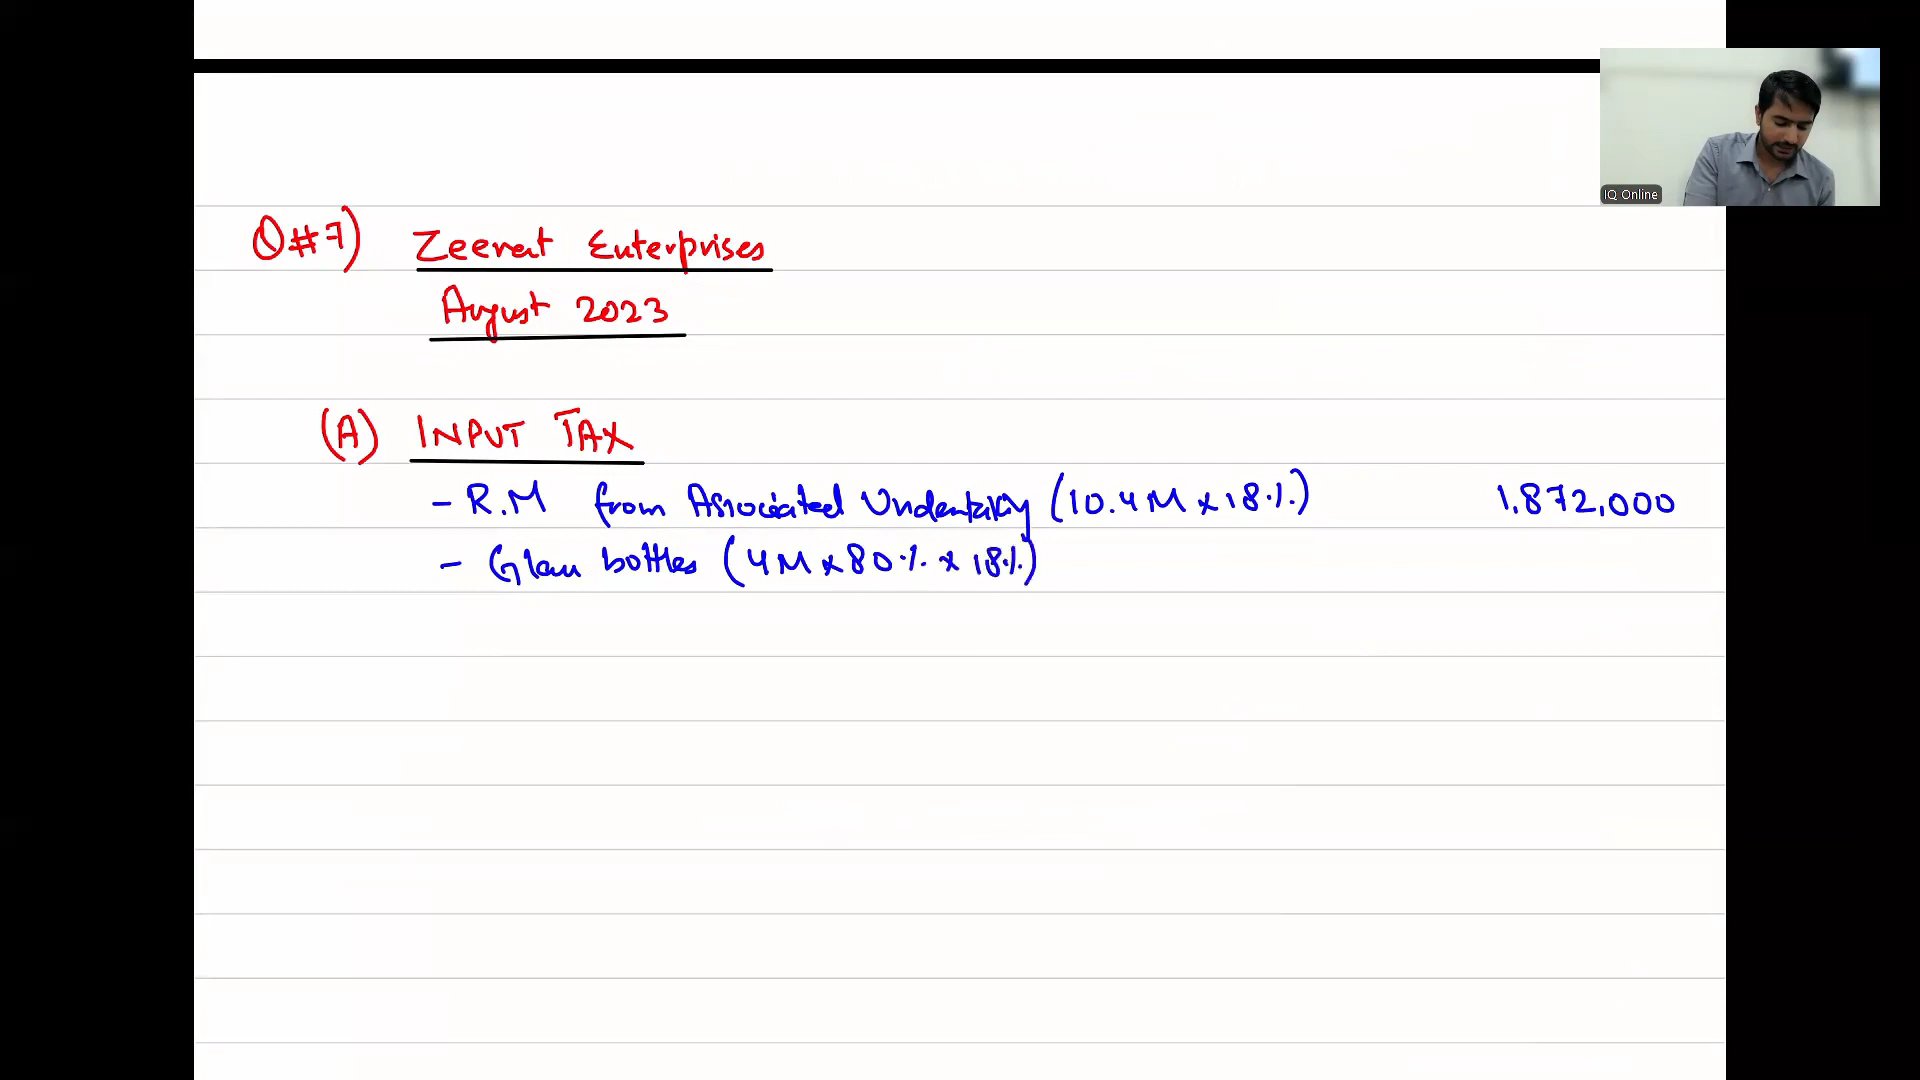 IQ Online
Q#7) Zeenat Enterprises
August 2023
(A) INPUT TAX
- R.M from Associated Undertaking (10.4M x 18%) 1,872,000
- Glass bottles (4M x 80% x 18%)